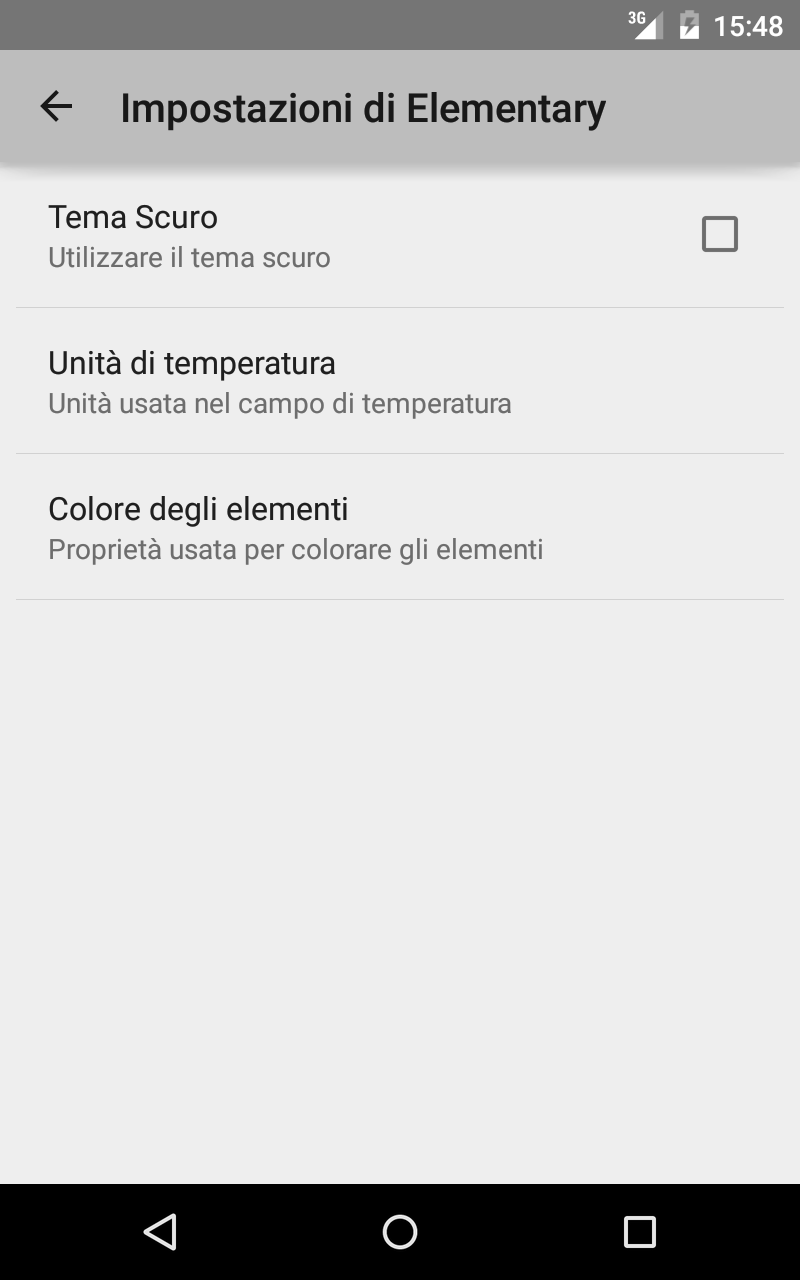 3G 15:48
Impostazioni di Elementary
Tema Scuro
Utilizzare il tema scuro
Unità di temperatura
Unità usata nel campo di temperatura
Colore degli elementi
Proprietà usata per colorare gli elementi